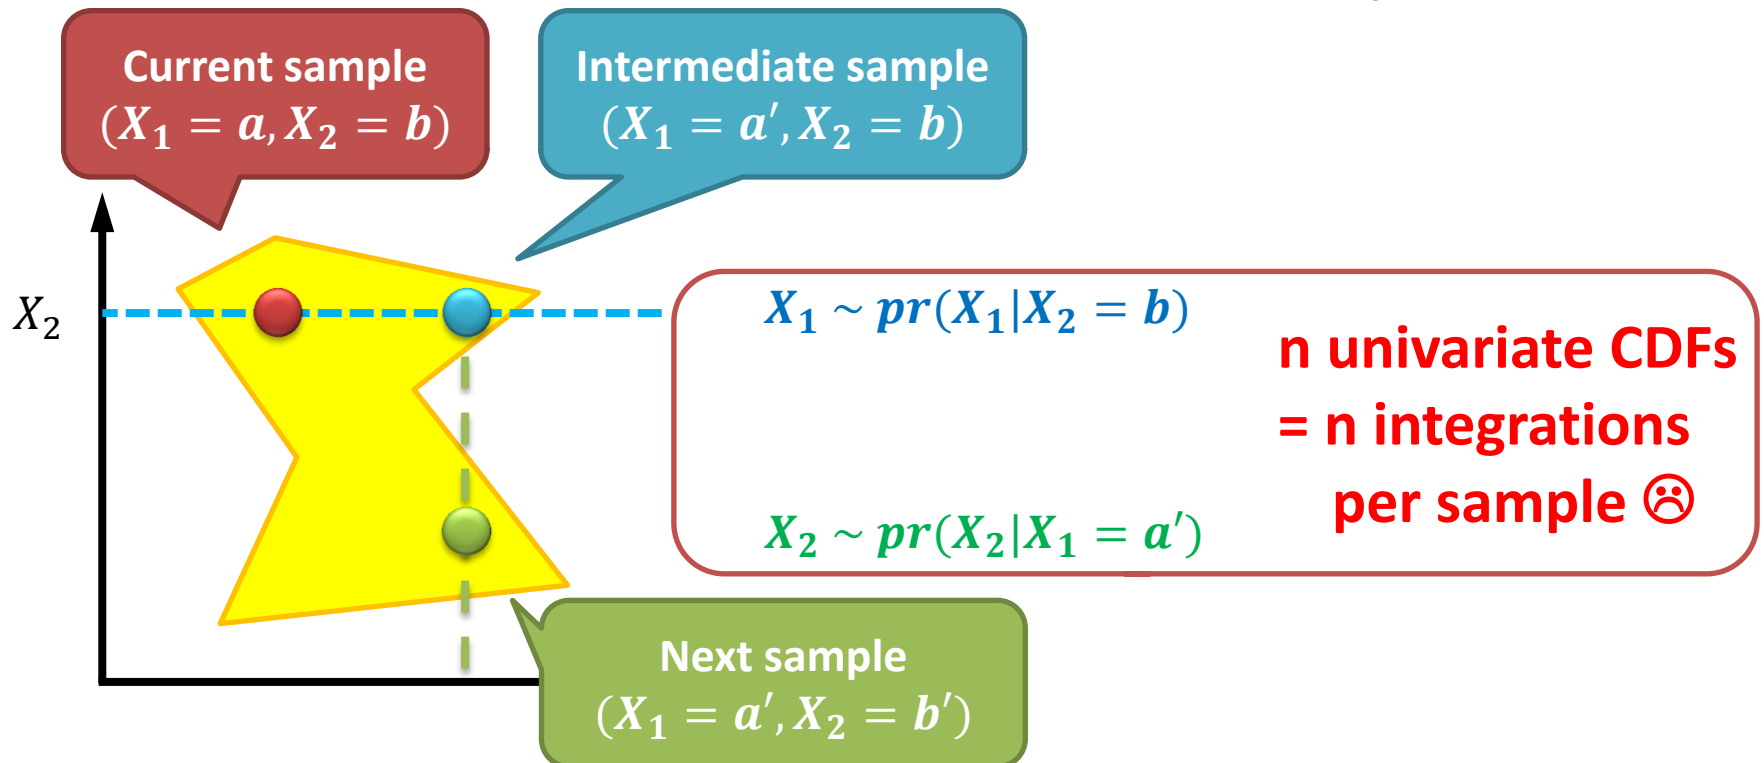 Current sample
(X₁ = a, X₂ = b)
Intermediate sample
(X₁ = a′, X₂ = b)
X₂
X₁ ~ pr(X₁|X₂ = b)
n univariate CDFs
= n integrations
per sample ☹
X₂ ~ pr(X₂|X₁ = a′)
Next sample
(X₁ = a′, X₂ = b′)